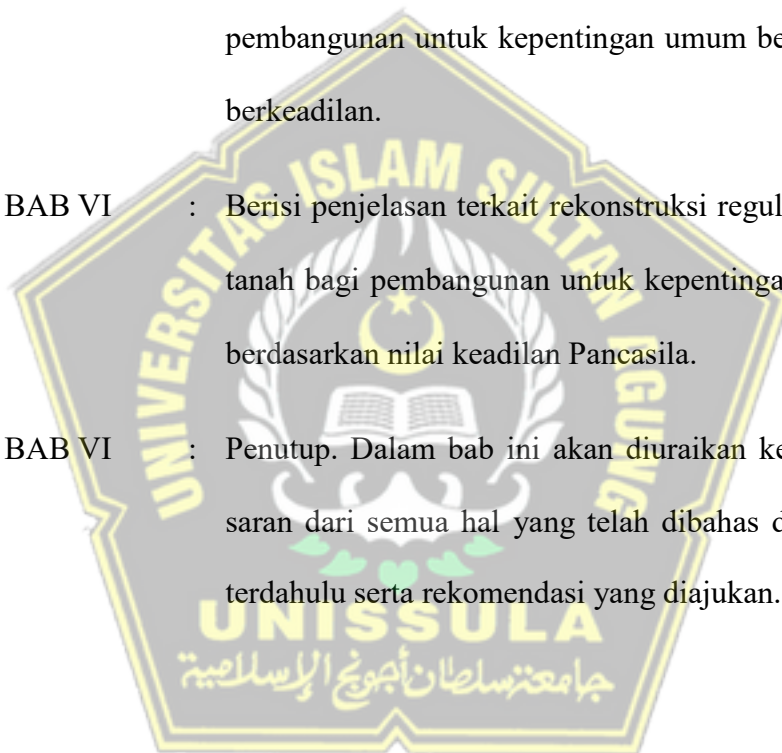 pembangunan untuk kepentingan umum be
berkeadilan.
BAB VI : Berisi penjelasan terkait rekonstruksi regul
tanah bagi pembangunan untuk kepentinga
berdasarkan nilai keadilan Pancasila.
BAB VI : Penutup. Dalam bab ini akan diuraikan ke
saran dari semua hal yang telah dibahas d
terdahulu serta rekomendasi yang diajukan.
UNIVERSITAS ISLAM SULTAN AGUNG
UNISSULA
جامعتنسلطان أجونج الإسلامية